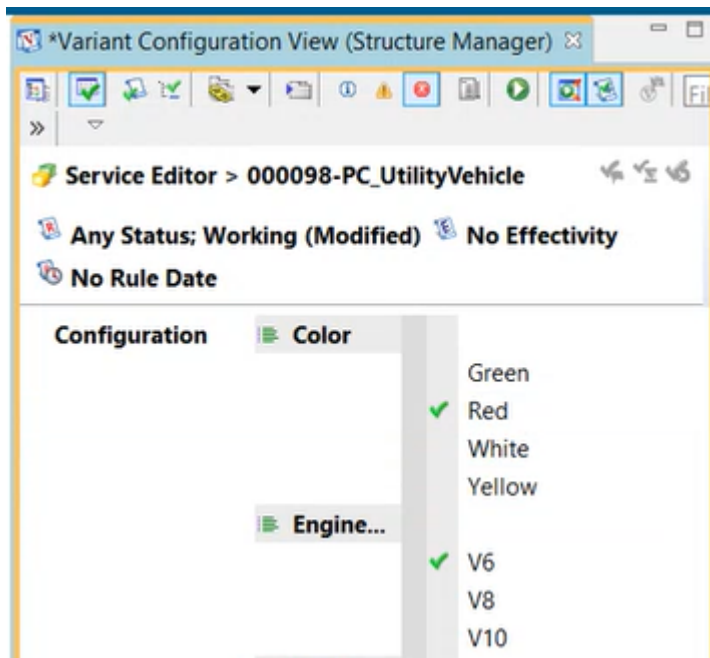 *Variant Configuration View (Structure Manager)
Service Editor > 000098-PC_UtilityVehicle
Any Status; Working (Modified) No Effectivity
No Rule Date
Configuration Color
Green
Red
White
Yellow
Engine...
V6
V8
V10